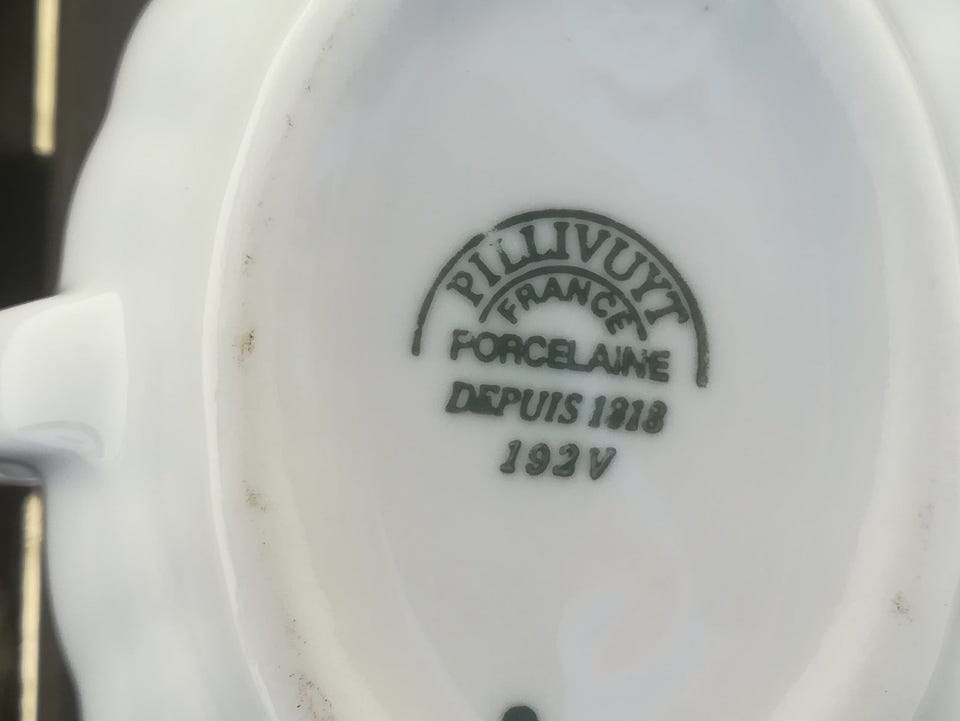 PILLIVUYT
FRANCE
PORCELAINE
DEPUIS 1818
192V